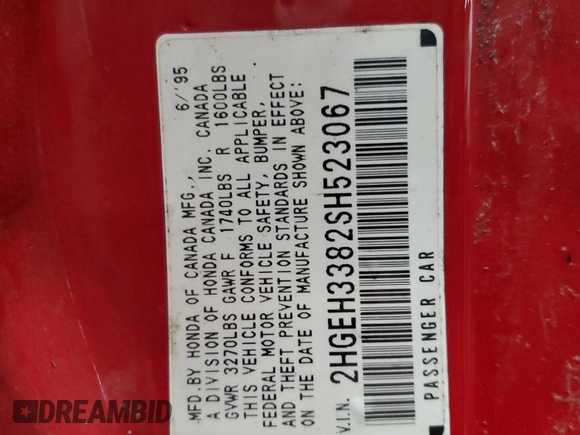 MFD.BY HONDA OF CANADA MFG., 6/'95
A DIVISION OF HONDA CANADA INC. CANADA
GVWR 3270LBS GAWR F 1740LBS R 1600LBS
THIS VEHICLE CONFORMS TO ALL APPLICABLE
FEDERAL MOTOR VEHICLE SAFETY, BUMPER,
AND THEFT PREVENTION STANDARDS IN EFFECT
ON THE DATE OF MANUFACTURE SHOWN ABOVE:
V.I.N. 2HGEH3382SH523067
PASSENGER CAR
DREAMBID